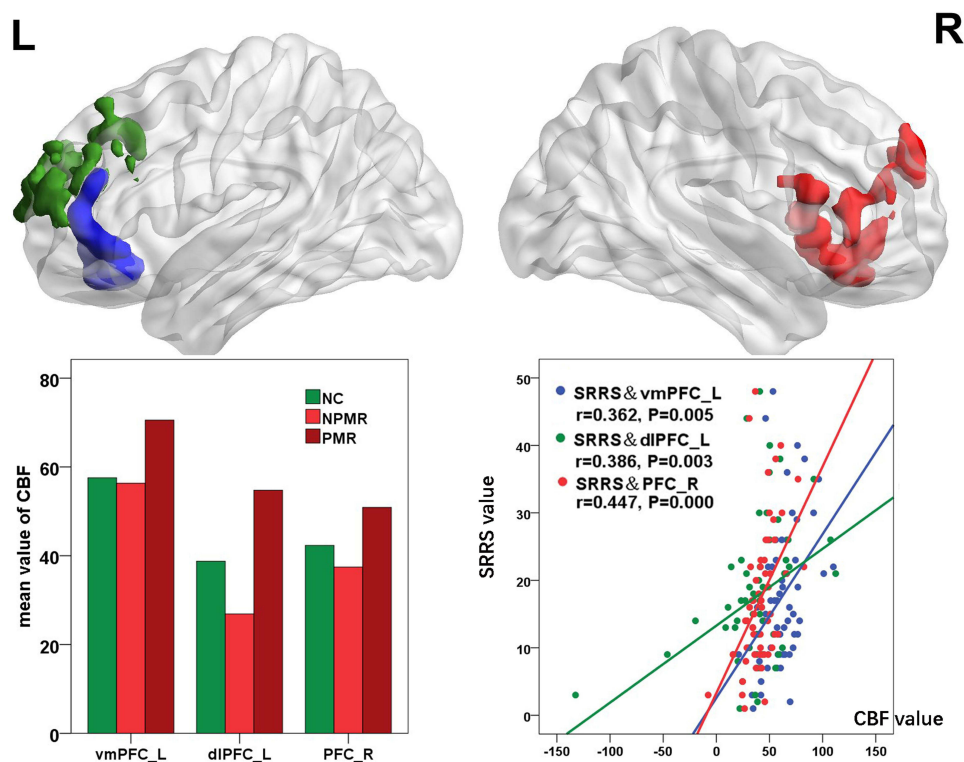 L
R
80
60
40
20
0
mean value of CBF
NC
NPMR
PMR
vmPFC_L
dlPFC_L
PFC_R
50
40
30
20
10
0
SRRS value
SRRS&vmPFC_L
r=0.362, P=0.005
SRRS&dlPFC_L
r=0.386, P=0.003
SRRS&PFC_R
r=0.447, P=0.000
CBF value
-150
-100
-50
0
50
100
150